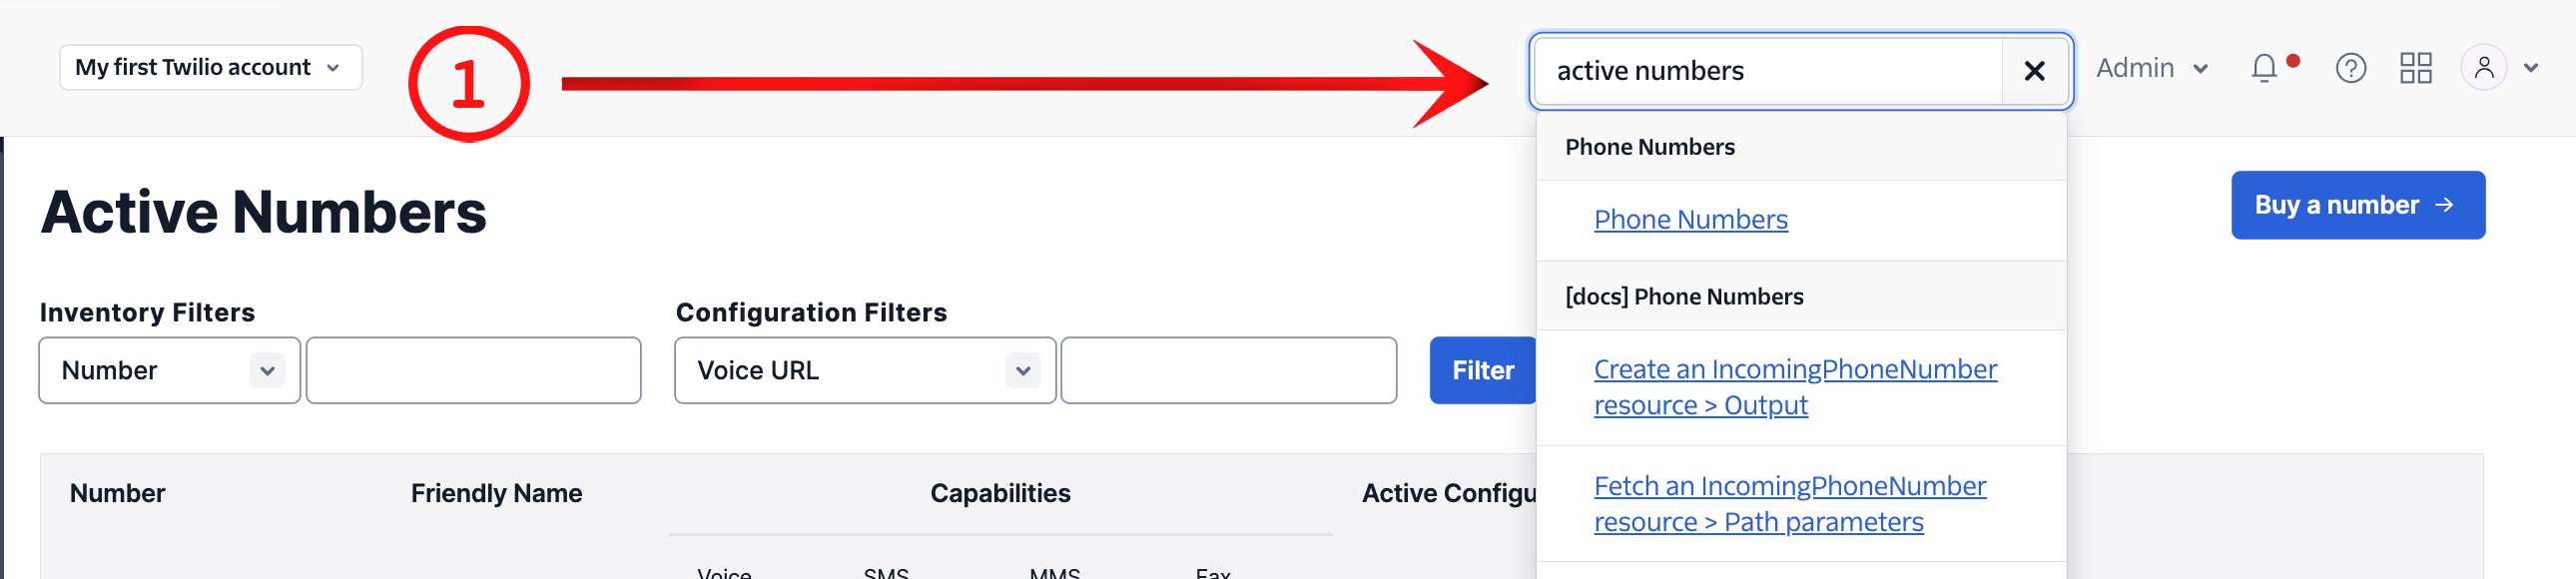 My first Twilio account
1
active numbers
Admin
Phone Numbers
Phone Numbers
[docs] Phone Numbers
Create an IncomingPhoneNumber
resource > Output
Fetch an IncomingPhoneNumber
resource > Path parameters
Active Numbers
Buy a number →
Inventory Filters
Configuration Filters
Number
Voice URL
Filter
Number
Friendly Name
Capabilities
Active Configu
Voice
SMS
MMS
Fax